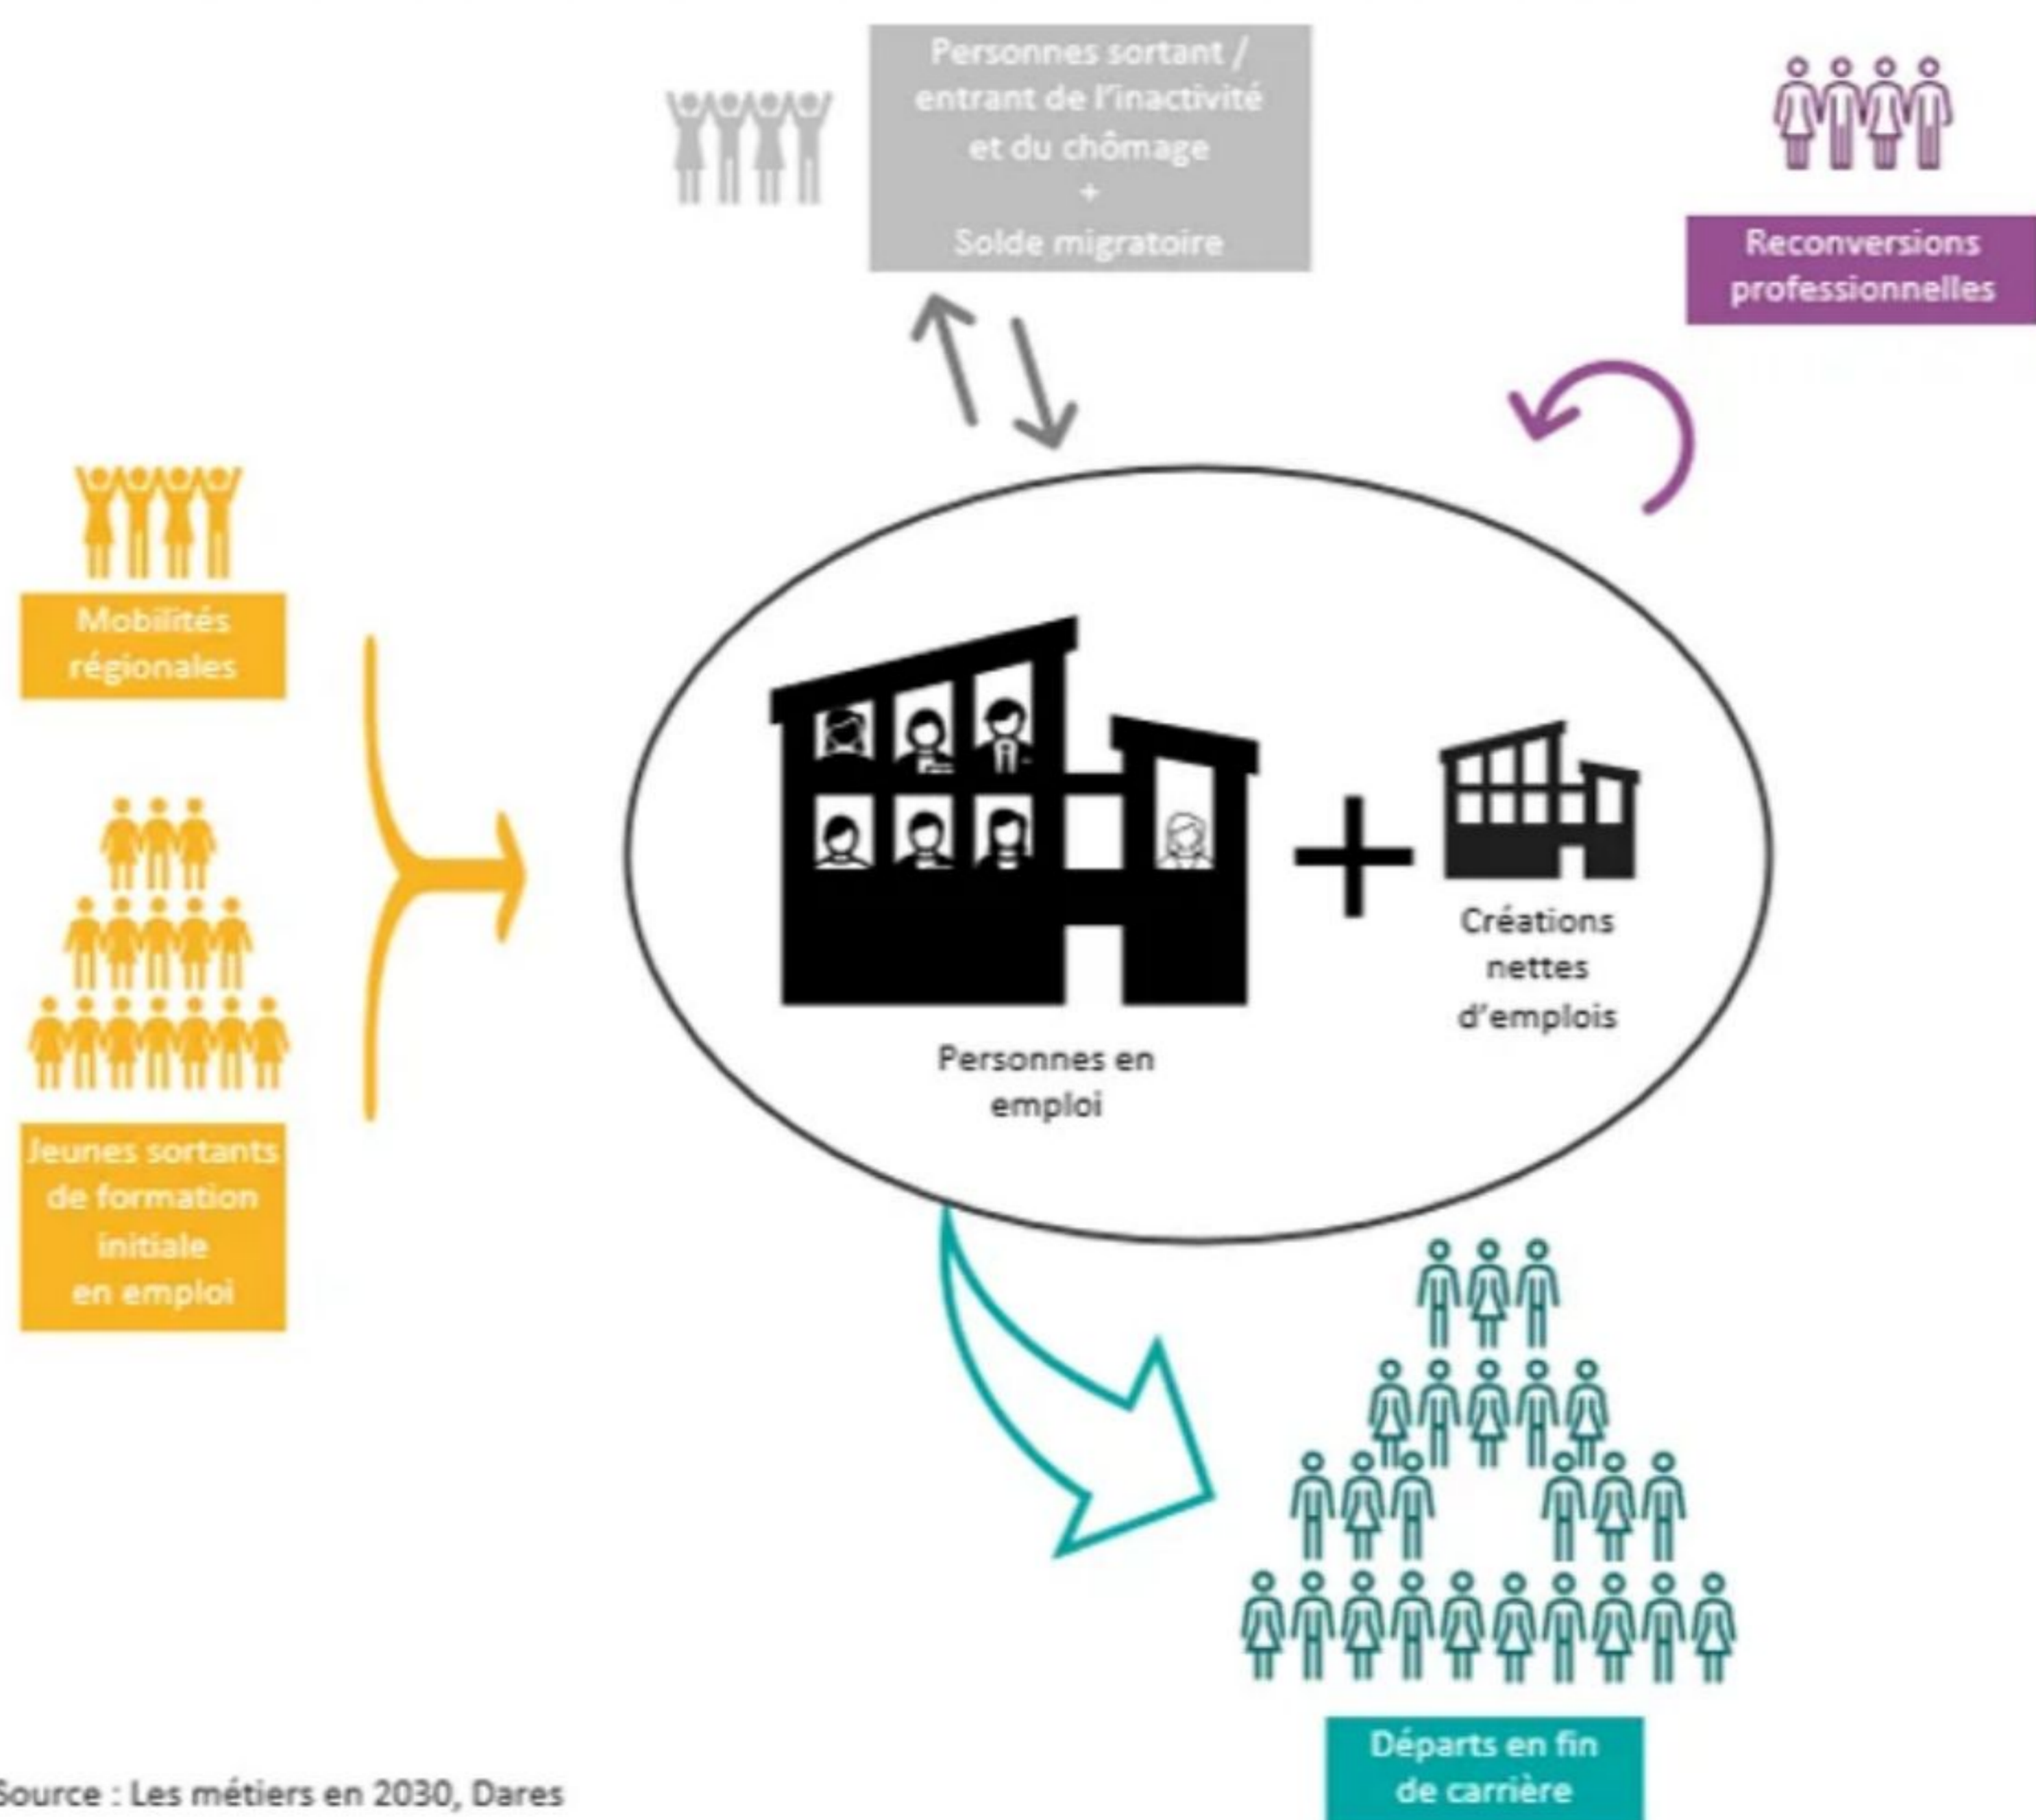 Personnes sortant /
entrant de l'inactivité
et du chômage
+
Solde migratoire
Reconversions
professionnelles
Mobilités
régionales
Jeunes sortants
de formation
initiale
en emploi
Personnes en
emploi
+
Créations
nettes
d'emplois
Départs en fin
de carrière
Source : Les métiers en 2030, Dares